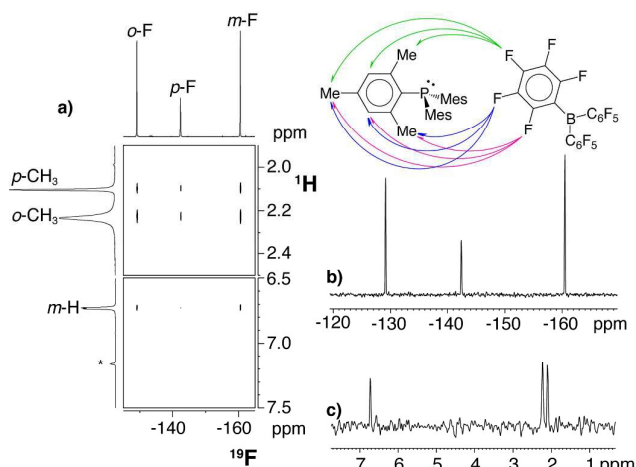 a)
o-F
p-F
m-F
ppm
p-CH3
o-CH3
m-H
*
2.0
2.2
2.4
6.5
7.0
7.5
1H
-140
-160
ppm
19F
Me
Me
Me
P
Mes
Mes
F
F
F
F
F
B
C6F5
C6F5
b)
-120
-130
-140
-150
-160
ppm
c)
7
6
5
4
3
2
1 ppm